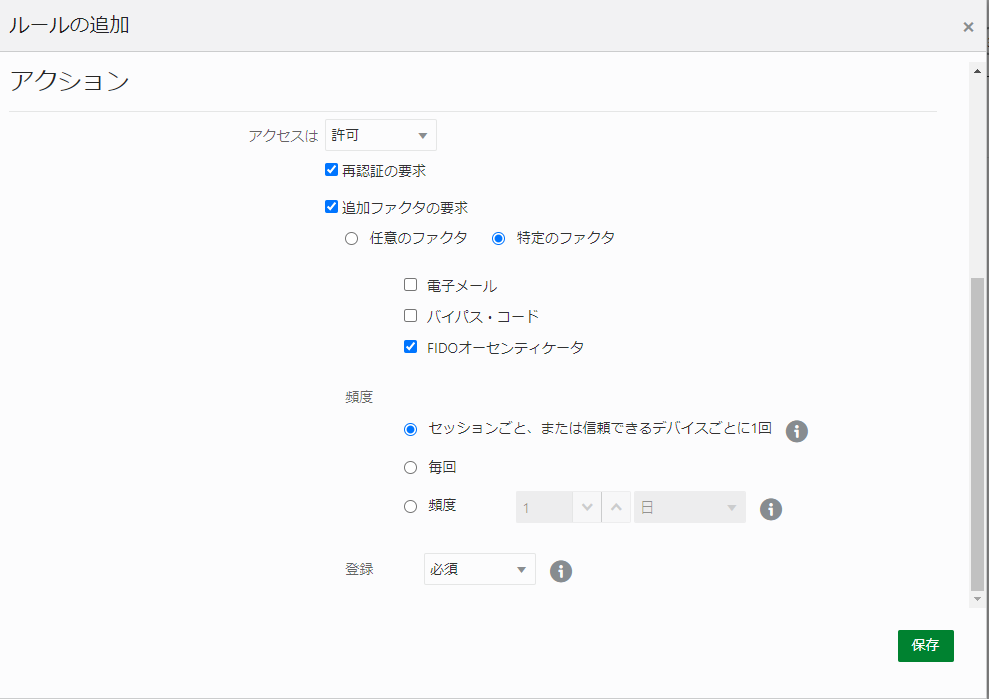 ルールの追加
×
アクション
アクセスは 許可
再認証の要求
追加ファクタの要求
任意のファクタ 特定のファクタ
電子メール
バイパス・コード
FIDOオーセンティケータ
頻度
セッションごと、または信頼できるデバイスごとに1回
毎回
頻度 1 日
登録 必須
保存